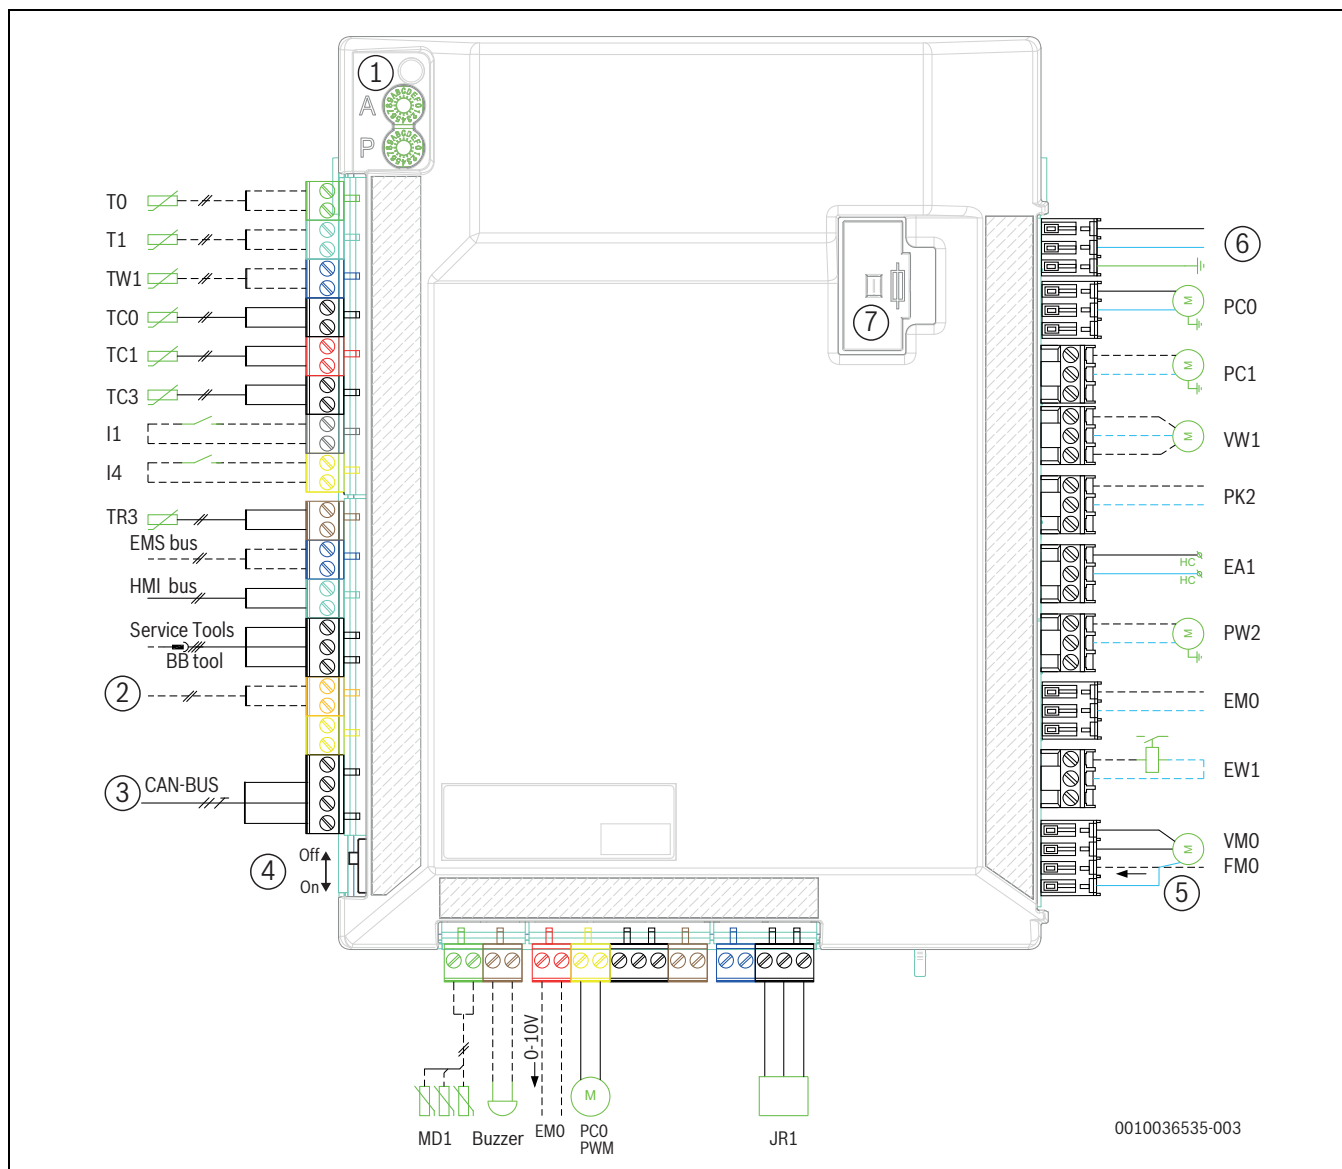 1
A
P
T0
T1
TW1
TC0
TC1
TC3
I1
I4
TR3
EMS bus
HMI bus
Service Tools
BB tool
2
3 CAN-BUS
4
Off
On
7
6
M
PC0
M
PC1
M
VW1
PK2
HC
HC
EA1
M
PW2
EM0
EW1
M
VM0
FM0
5
0-10V
M
MD1
Buzzer
EM0
PC0
PWM
JR1
0010036535-003